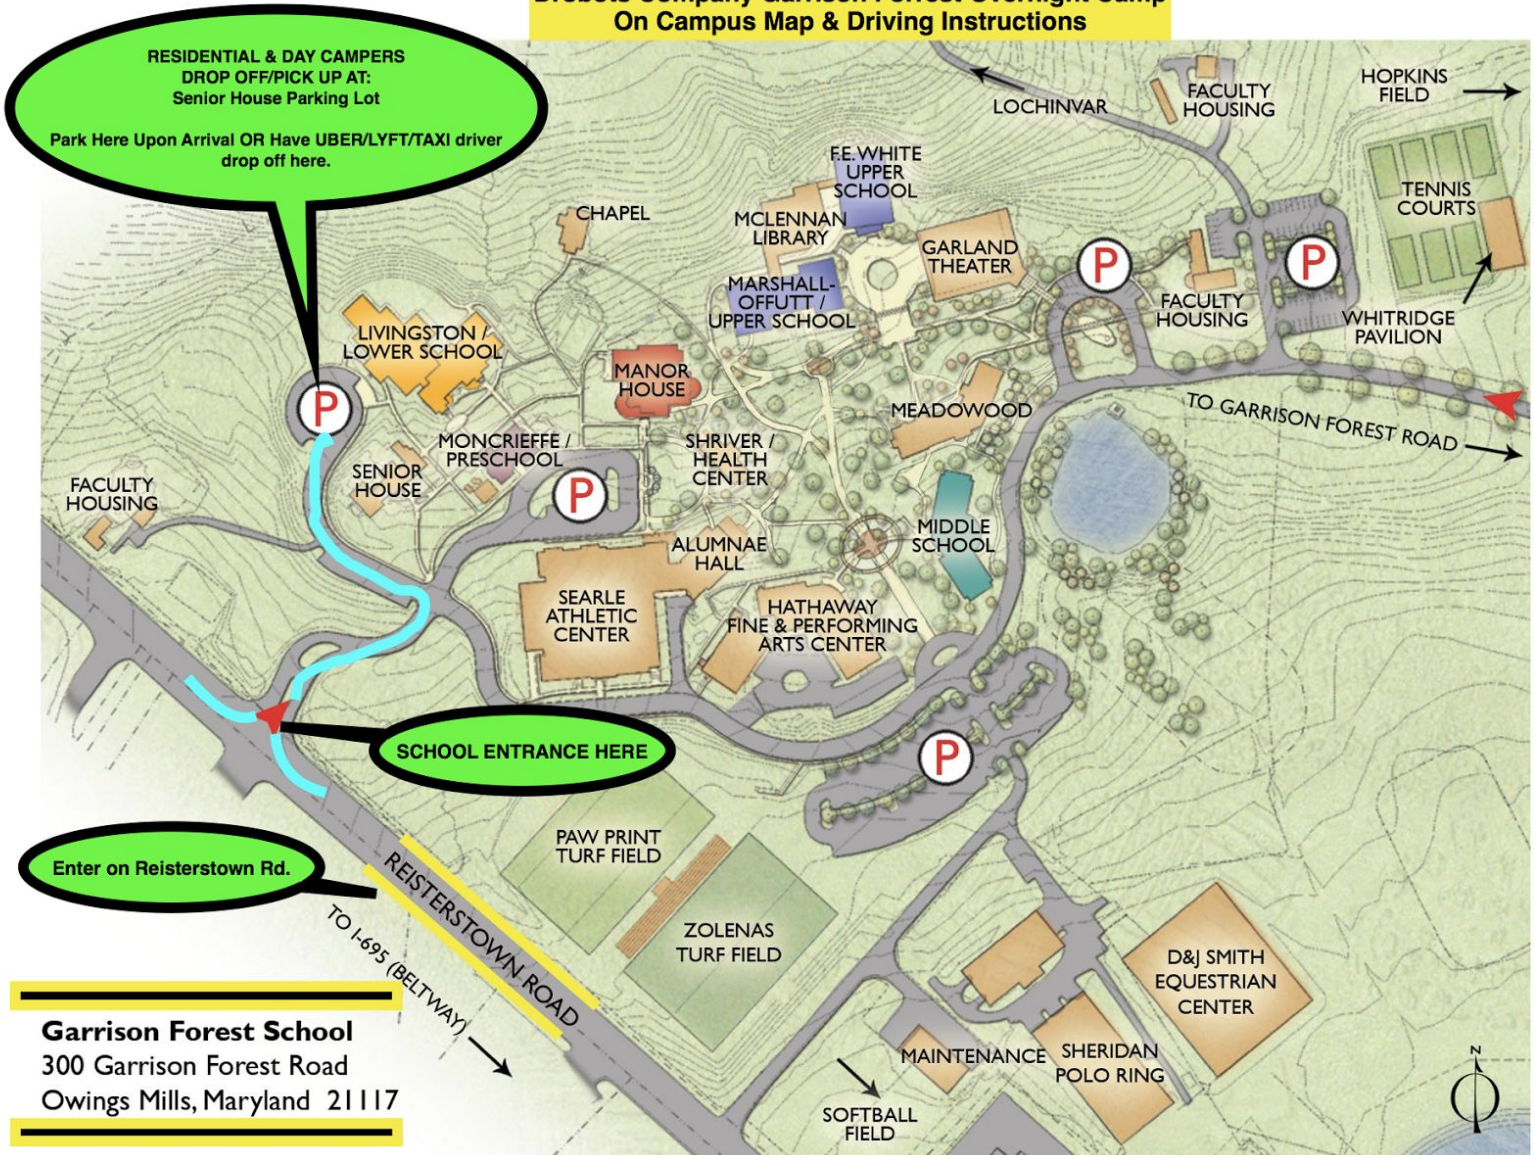 On Campus Map & Driving Instructions
RESIDENTIAL & DAY CAMPERS
DROP OFF/PICK UP AT:
Senior House Parking Lot
Park Here Upon Arrival OR Have UBER/LYFT/TAXI driver
drop off here.
LOCHINVAR
FACULTY
HOUSING
HOPKINS
FIELD
F.E. WHITE
UPPER
SCHOOL
TENNIS
COURTS
CHAPEL
MCLENNAN
LIBRARY
GARLAND
THEATER
P
P
MARSHALL-
OFFUTT /
UPPER SCHOOL
FACULTY
HOUSING
WHITRIDGE
PAVILION
LIVINGSTON /
LOWER SCHOOL
MANOR
HOUSE
P
MEADOWOOD
TO GARRISON FOREST ROAD
MONCRIEFFE /
PRESCHOOL
SHRIVER /
HEALTH
CENTER
SENIOR
HOUSE
P
FACULTY
HOUSING
MIDDLE
SCHOOL
ALUMNAE
HALL
SEARLE
ATHLETIC
CENTER
HATHAWAY
FINE & PERFORMING
ARTS CENTER
SCHOOL ENTRANCE HERE
P
PAW PRINT
TURF FIELD
Enter on Reisterstown Rd.
REISTERSTOWN ROAD
TO I-695 (BELTWAY)
ZOLENAS
TURF FIELD
D&J SMITH
EQUESTRIAN
CENTER
Garrison Forest School
300 Garrison Forest Road
Owings Mills, Maryland 21117
MAINTENANCE
SHERIDAN
POLO RING
SOFTBALL
FIELD
N